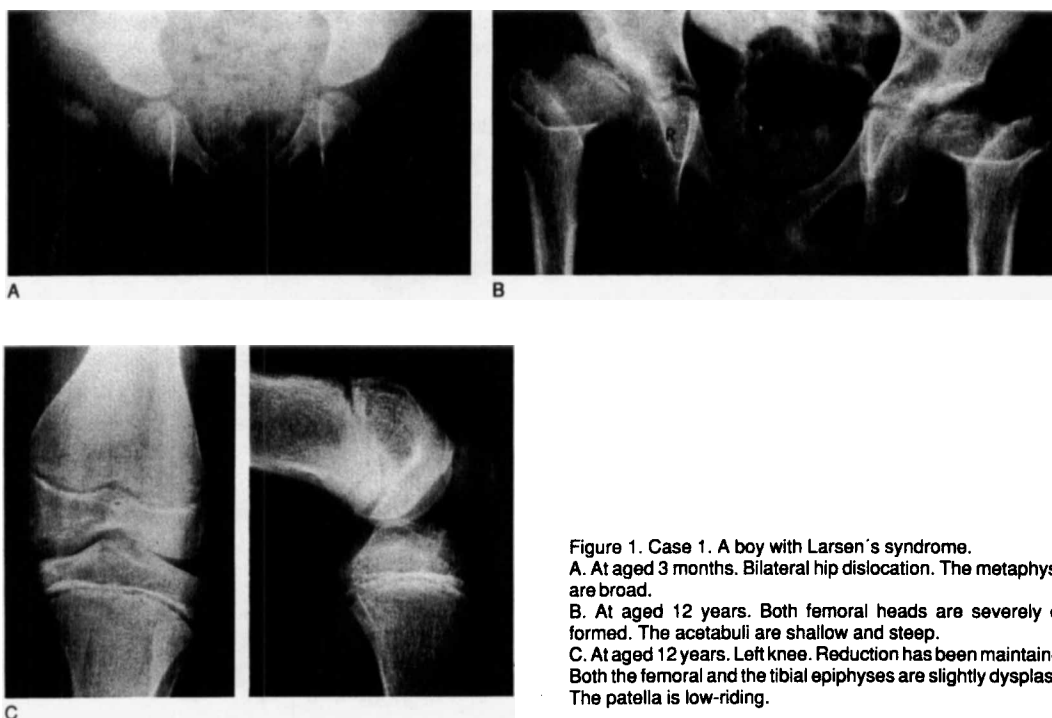 A
B
R
C
Figure 1. Case 1. A boy with Larsen´s syndrome.
A. At aged 3 months. Bilateral hip dislocation. The metaphys
are broad.
B. At aged 12 years. Both femoral heads are severely
formed. The acetabuli are shallow and steep.
C. At aged 12 years. Left knee. Reduction has been maintain
Both the femoral and the tibial epiphyses are slightly dysplas
The patella is low-riding.